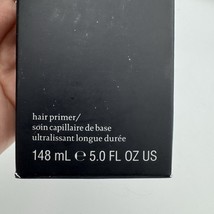 hair primer/
soin capillaire de base
ultralissant longue durée
148 mL ℮ 5.0 FL OZ US